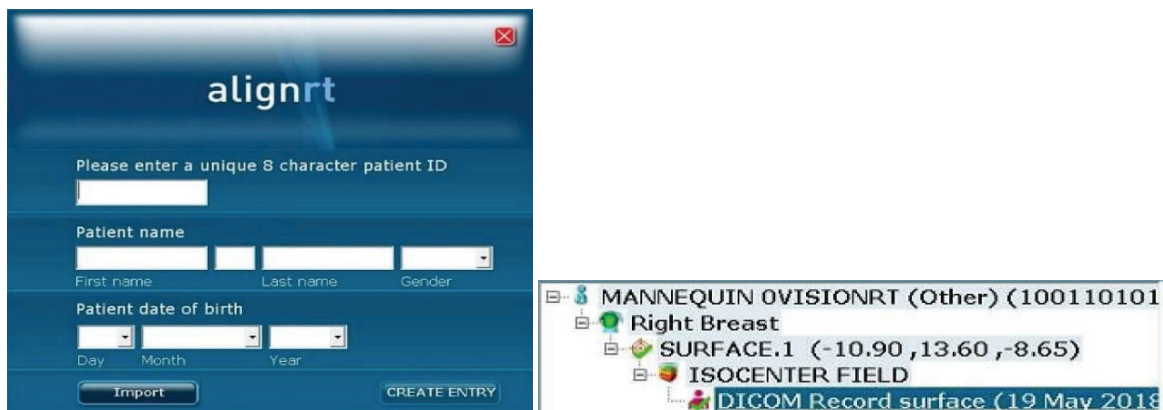 alignrt
Please enter a unique 8 character patient ID
Patient name
First name Last name Gender
Patient date of birth
Day Month Year
Import CREATE ENTRY
MANNEQUIN 0VISIONRT (Other) (100110101
Right Breast
SURFACE.1 (-10.90 ,13.60 ,-8.65)
ISOCENTER FIELD
DICOM Record surface (19 May 2018